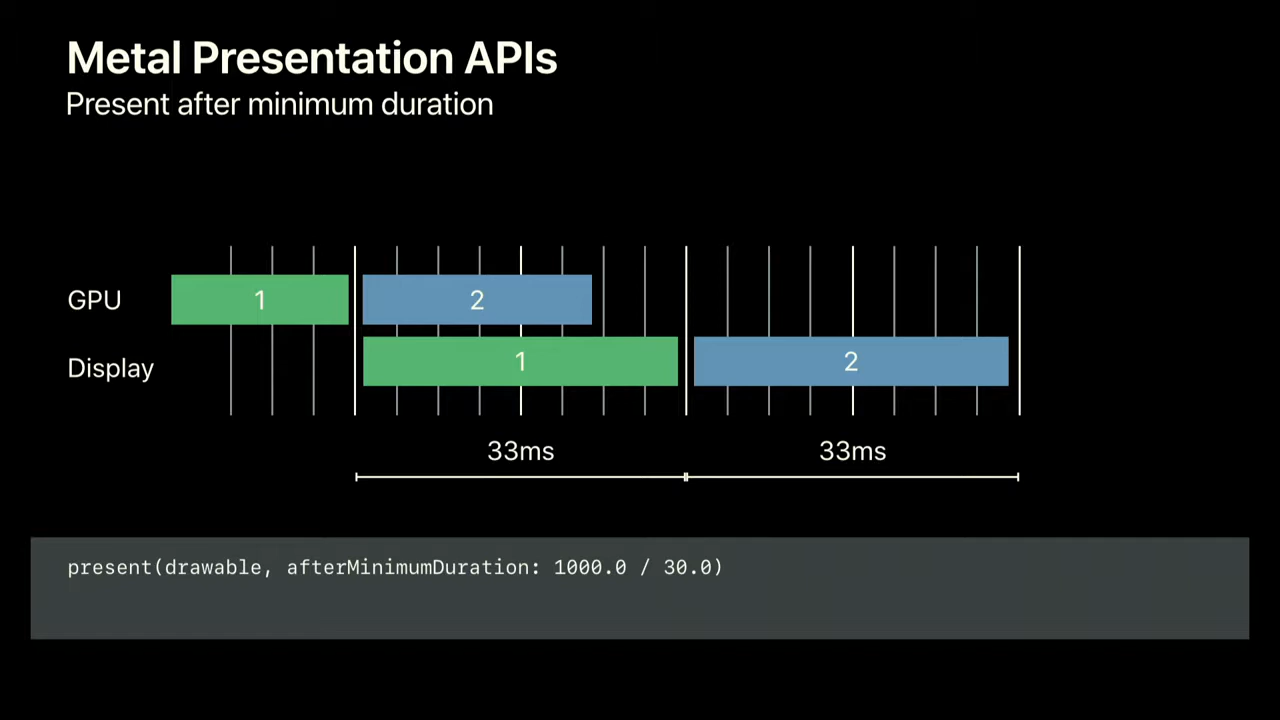 Metal Presentation APIs
Present after minimum duration
GPU
1
2
Display
1
2
33ms
33ms
present(drawable, afterMinimumDuration: 1000.0 / 30.0)